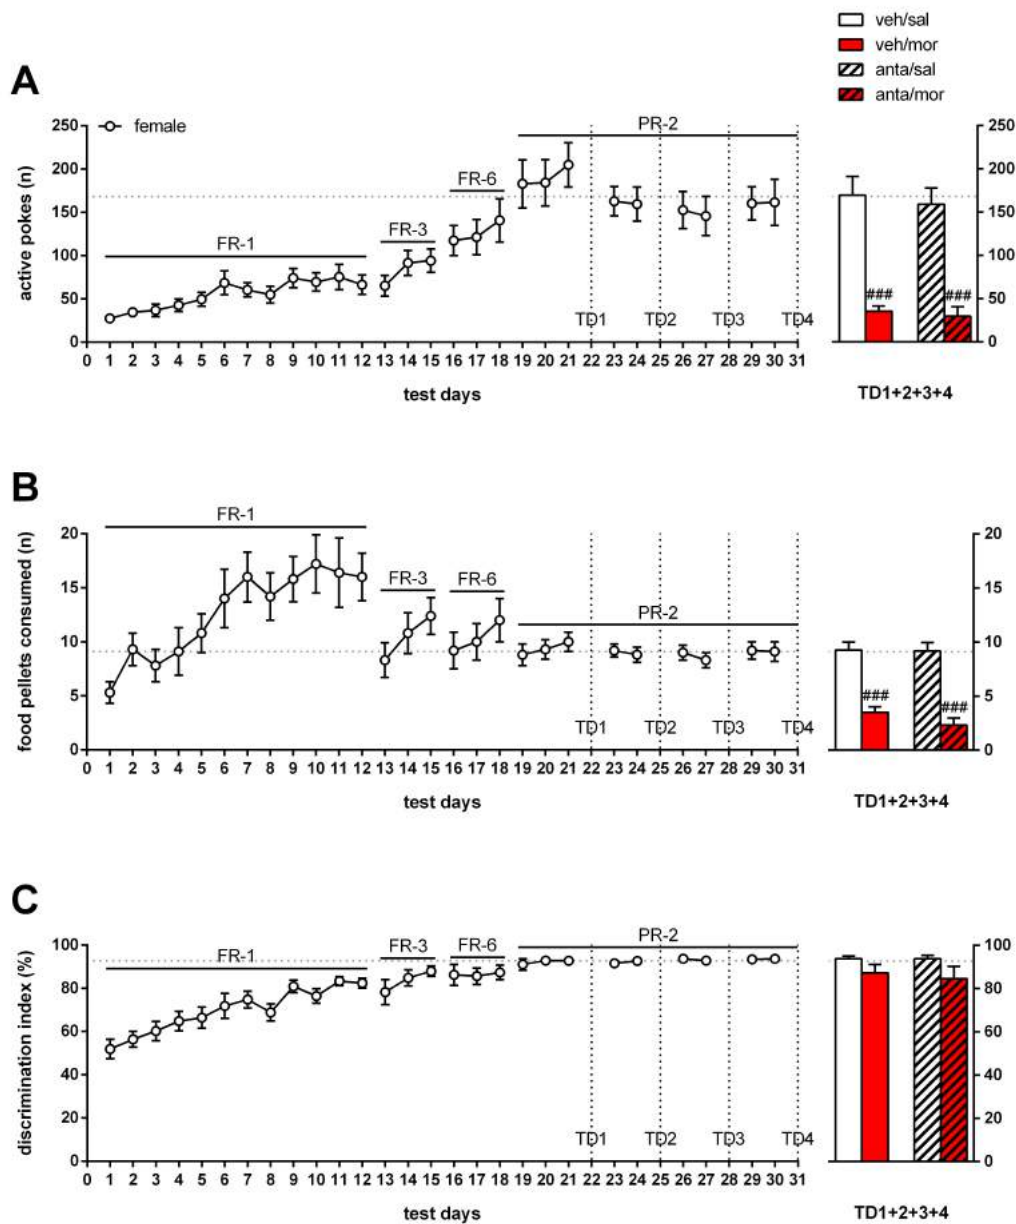 veh/sal
veh/mor
anta/sal
anta/mor
A
female
PR-2
FR-6
FR-3
FR-1
active pokes (n)
250
200
150
100
50
0
TD1 TD2 TD3 TD4
0 1 2 3 4 5 6 7 8 9 10 11 12 13 14 15 16 17 18 19 20 21 22 23 24 25 26 27 28 29 30 31
test days
### ###
250
200
150
100
50
0
TD1+2+3+4
B
FR-1
FR-3 FR-6
PR-2
food pellets consumed (n)
20
15
10
5
0
TD1 TD2 TD3 TD4
0 1 2 3 4 5 6 7 8 9 10 11 12 13 14 15 16 17 18 19 20 21 22 23 24 25 26 27 28 29 30 31
test days
### ###
20
15
10
5
0
TD1+2+3+4
C
FR-1 FR-3 FR-6 PR-2
discrimination index (%)
100
80
60
40
20
0
TD1 TD2 TD3 TD4
0 1 2 3 4 5 6 7 8 9 10 11 12 13 14 15 16 17 18 19 20 21 22 23 24 25 26 27 28 29 30 31
test days
100
80
60
40
20
0
TD1+2+3+4